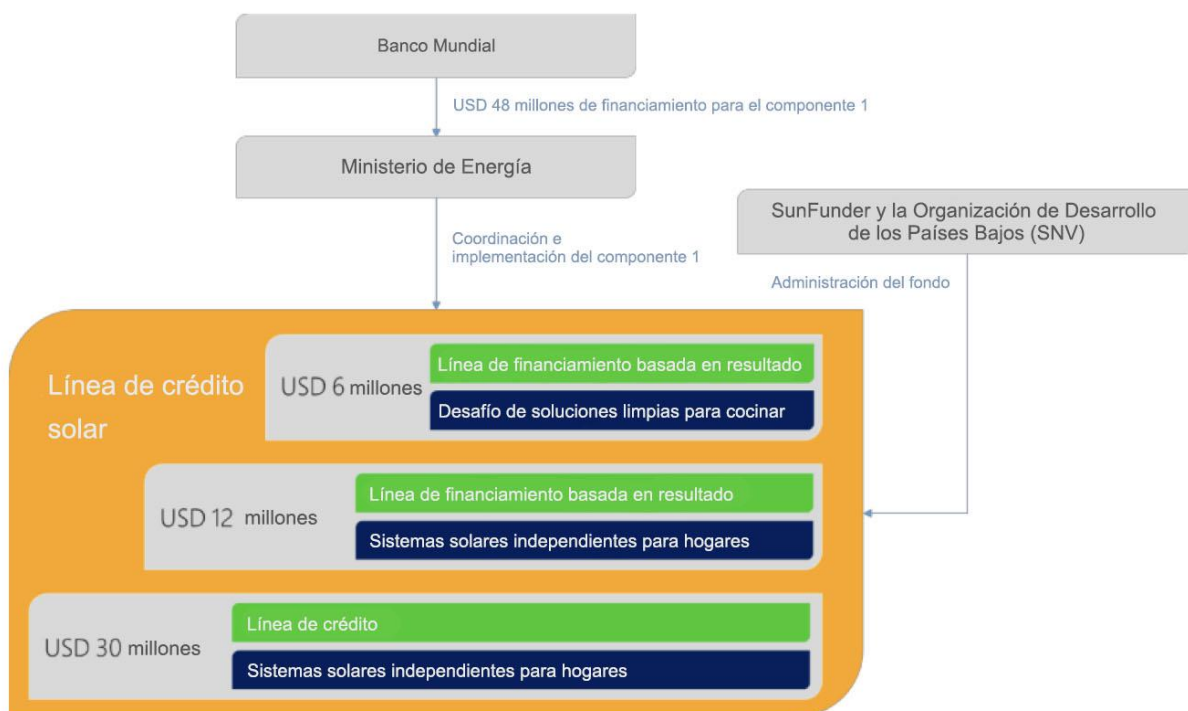 Banco Mundial
USD 48 millones de financiamiento para el componente 1
Ministerio de Energía
SunFunder y la Organización de Desarrollo
de los Países Bajos (SNV)
Coordinación e
implementación del componente 1
Administración del fondo
Línea de crédito
solar
USD 6 millones
Línea de financiamiento basada en resultado
Desafío de soluciones limpias para cocinar
USD 12 millones
Línea de financiamiento basada en resultado
Sistemas solares independientes para hogares
USD 30 millones
Línea de crédito
Sistemas solares independientes para hogares